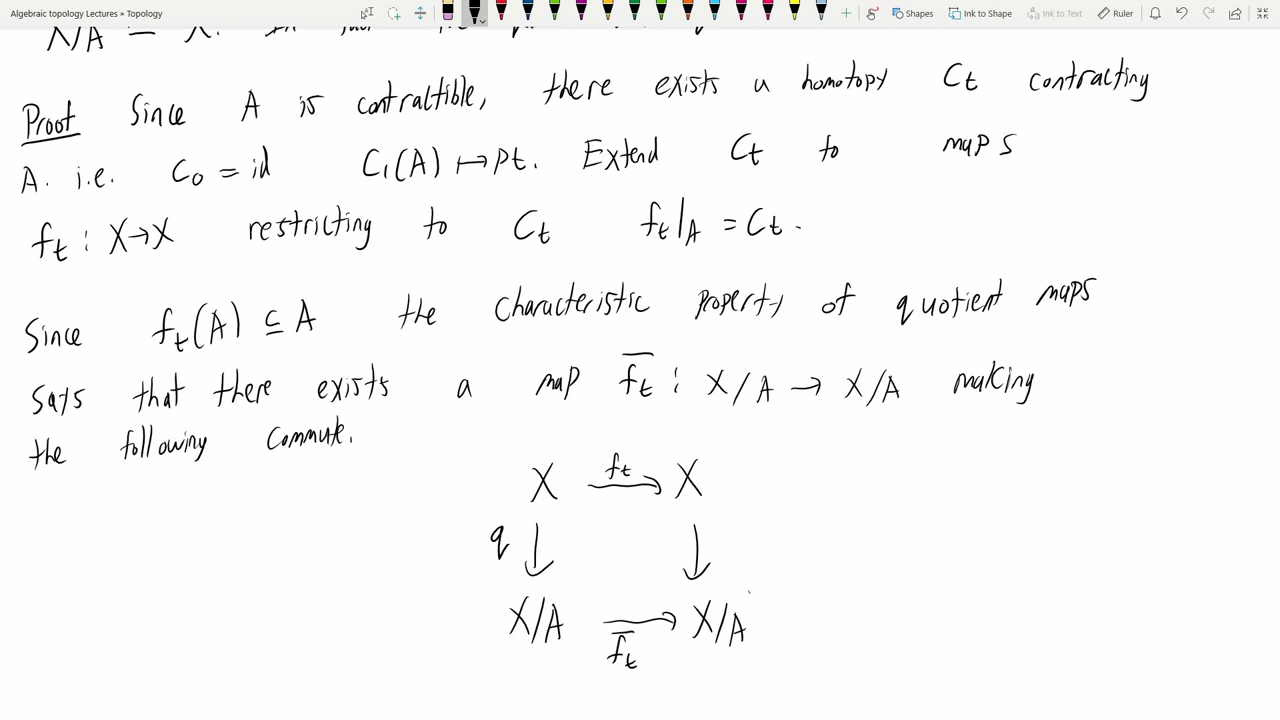 Algebraic topology Lectures » Topology
Shapes Ink to Shape Ink to Text Ruler
X/A ≃ X.
Proof Since A is contractible, there exists a homotopy Ct contracting
A. i.e. C₀ = id C₁(A) ↦ pt. Extend Ct to maps
ft : X→X restricting to Ct ft|A = Ct.
Since ft(A) ⊆ A the characteristic property of quotient maps
says that there exists a map f̅t : X/A → X/A making
the following commute.
X ft→ X
q ↓ ↓
X/A → X/A
f̅t